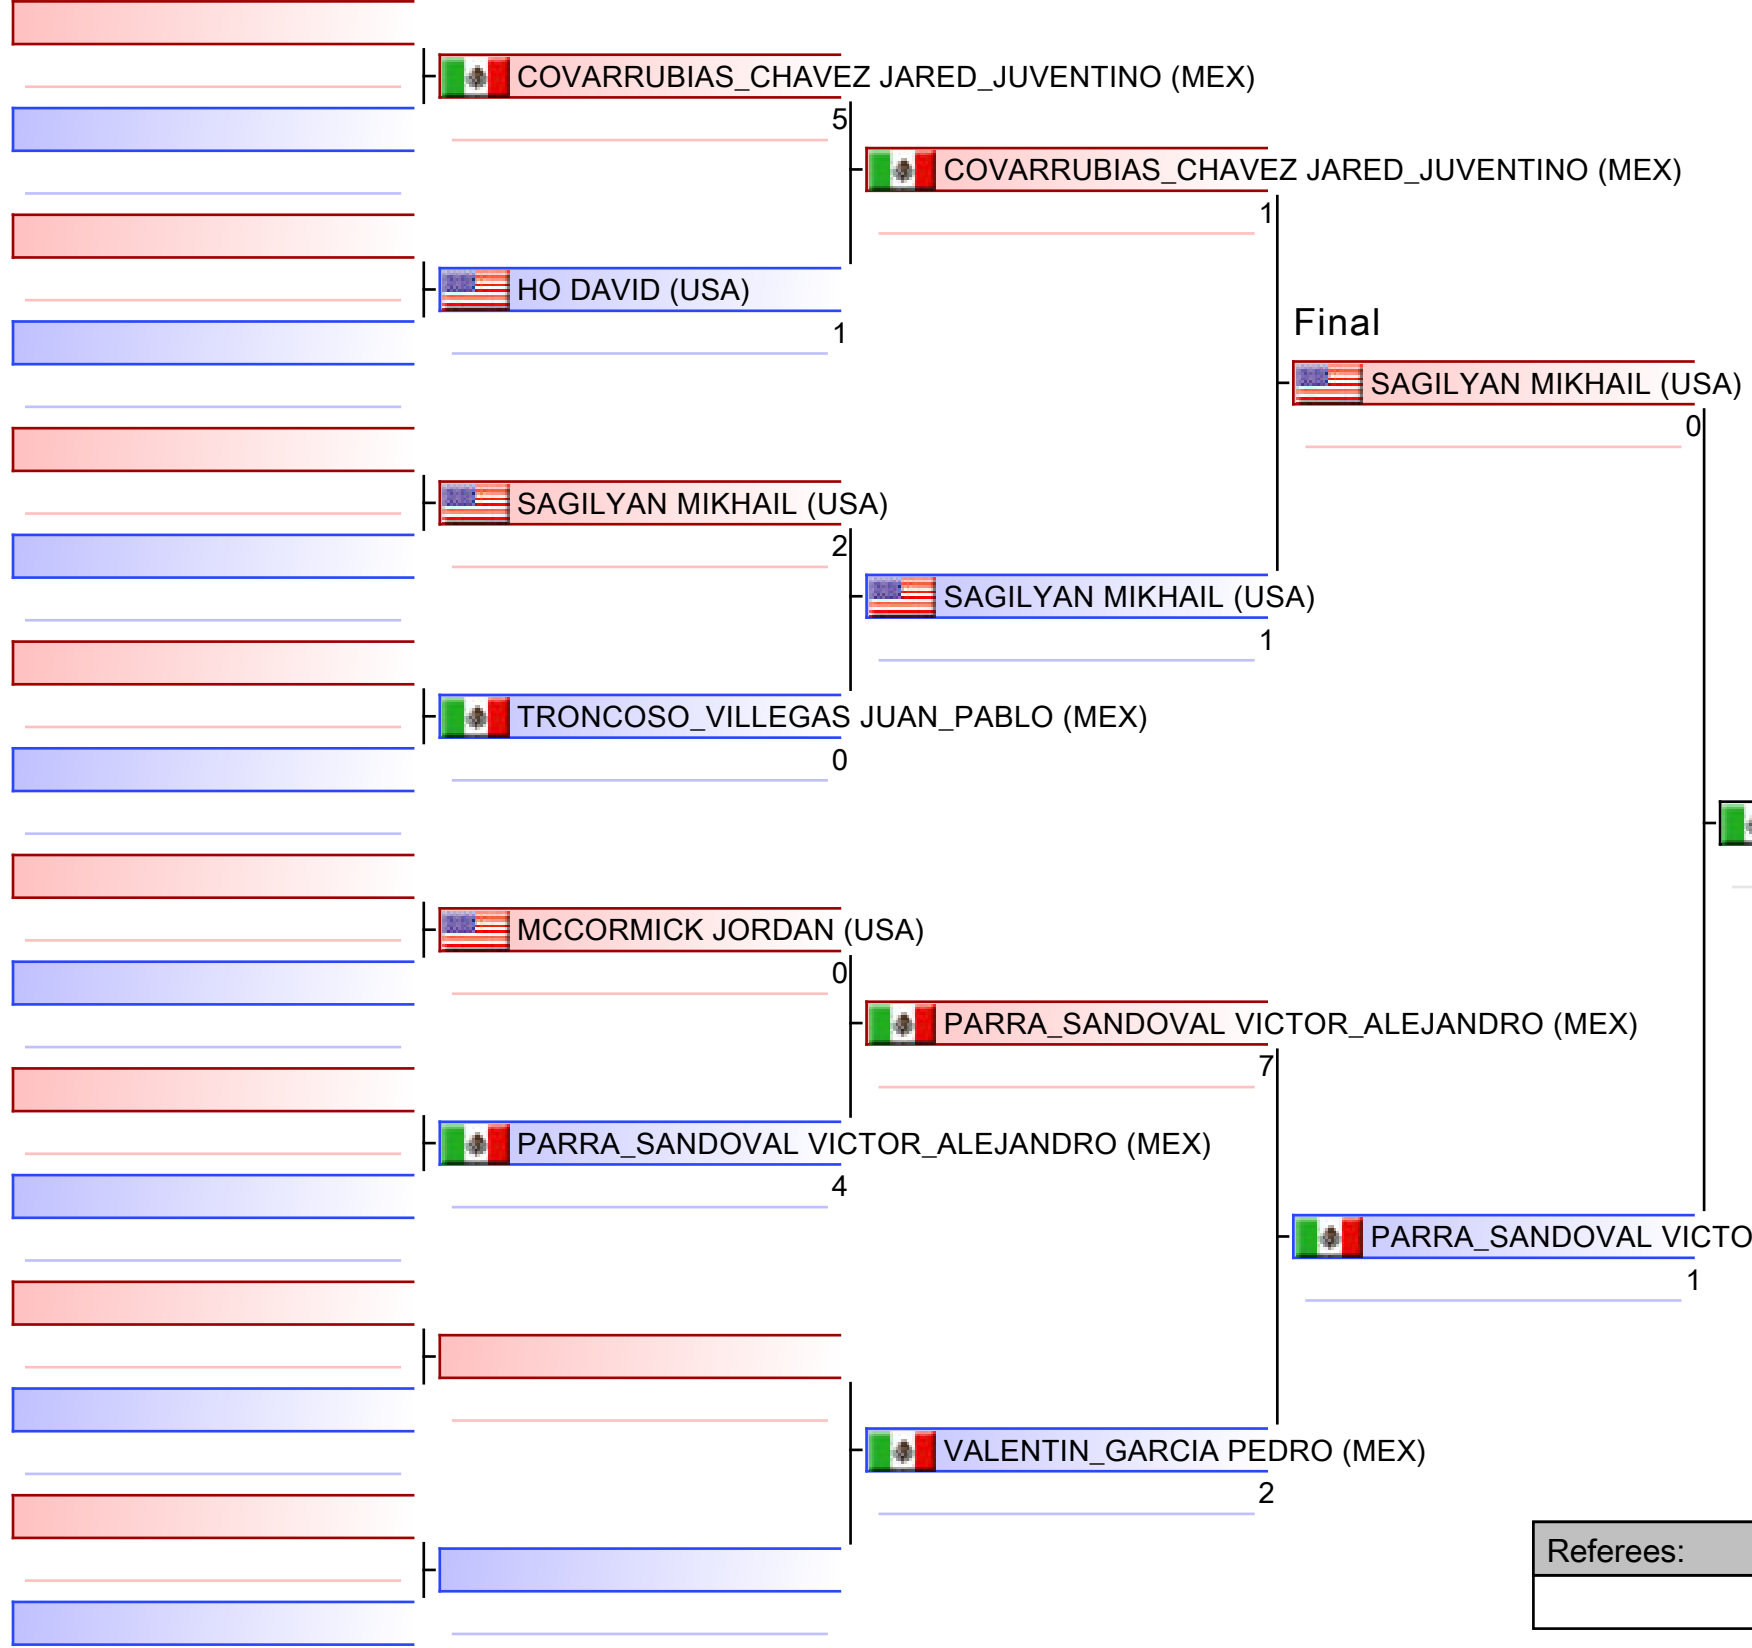 COVARRUBIAS_CHAVEZ JARED_JUVENTINO (MEX)
5
COVARRUBIAS_CHAVEZ JARED_JUVENTINO (MEX)
1
HO DAVID (USA)
1
Final
SAGILYAN MIKHAIL (USA)
0
SAGILYAN MIKHAIL (USA)
2
SAGILYAN MIKHAIL (USA)
1
TRONCOSO_VILLEGAS JUAN_PABLO (MEX)
0
MCCORMICK JORDAN (USA)
0
PARRA_SANDOVAL VICTOR_ALEJANDRO (MEX)
7
PARRA_SANDOVAL VICTOR_ALEJANDRO (MEX)
4
PARRA_SANDOVAL VICTO
1
VALENTIN_GARCIA PEDRO (MEX)
2
Referees: